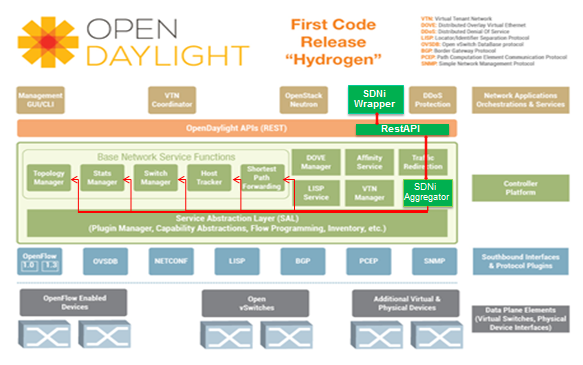 OPEN
DAYLIGHT
First Code
Release
"Hydrogen"
VTN: Virtual Tenant Network
DOVE: Distributed Overlay Virtual Ethernet
DDoS: Distributed Denial Of Service
LISP: Locator/Identifier Separation Protocol
OVSDB: Open vSwitch DataBase protocol
BGP: Border Gateway Protocol
PCEP: Path Computation Element Communication Protocol
SNMP: Simple Network Management Protocol
Management
GUI/CLI
VTN
Coordinator
OpenStack
Neutron
SDNi
Wrapper
DDoS
Protection
Network Applications
Orchestrations & Services
OpenDaylight APIs (REST)
RestAPI
Base Network Service Functions
Topology
Manager
Stats
Manager
Switch
Manager
Host
Tracker
Shortest
Path
Forwarding
DOVE
Manager
Affinity
Service
Traffic
Redirection
LISP
Service
VTN
Manager
SDNi
Aggregator
Controller
Platform
Service Abstraction Layer (SAL)
(Plugin Manager, Capability Abstractions, Flow Programming, Inventory, etc.)
OpenFlow
1.0 1.3
OVSDB
NETCONF
LISP
BGP
PCEP
SNMP
Southbound Interfaces
& Protocol Plugins
OpenFlow Enabled
Devices
Open
vSwitches
Additional Virtual &
Physical Devices
Data Plane Elements
(Virtual Switches, Physical
Device Interfaces)